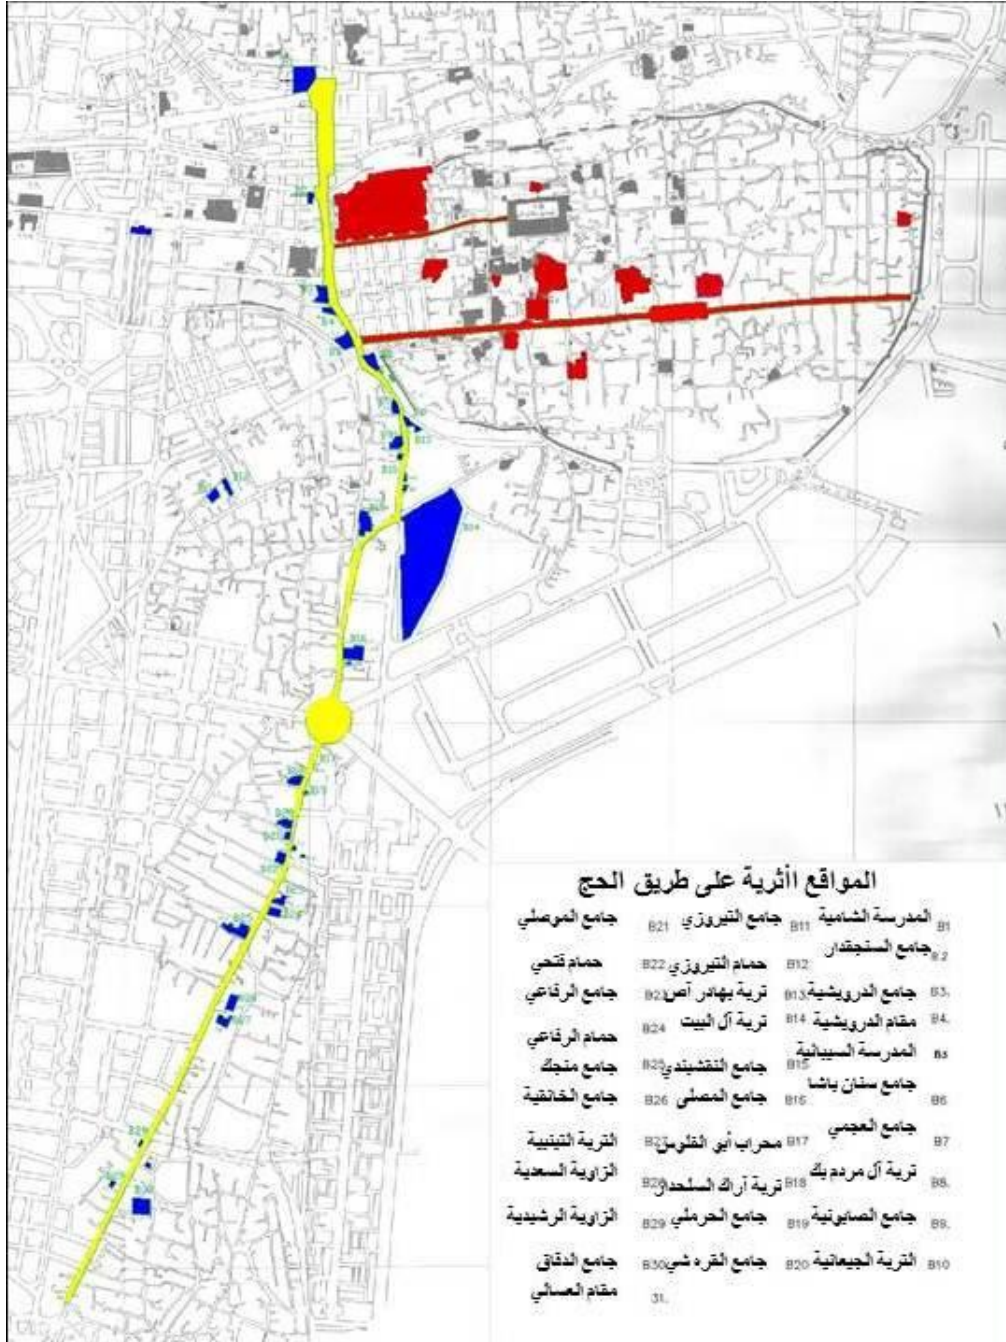 المواقع اأثرية على طريق الحج
B1 المدرسة الشامية
B.2 جامع السنجقدار
B3. جامع الدرويشية
B4. مقام الدرويشية
B5 المدرسة السيبائية
B6 جامع سنان باشا
B7 جامع العجمي
B8. تربة آل مردم بك
B9. جامع الصابونية
B10 التربة الجيعانية
B11 جامع التيروزي
B12 حمام التيروزي
B13 تربة بهادر آص
B14 تربة آل البيت
B15 جامع النقشبندي
B16 جامع المصلى
B17 محراب أبو الفلوس
B18 تربة آراك السلحدار
B19 جامع الحرملي
B20 جامع القره شي
B21 جامع الموصلي
B22 حمام فتحي
B23 جامع الرفاعي
B24 حمام الرفاعي
B25 جامع منجك
B26 جامع الخانقية
B27 التربة التينبية
B28 الزاوية السعدية
B29 الزاوية الرشيدية
B30 جامع الدقاق
31. مقام العسالي